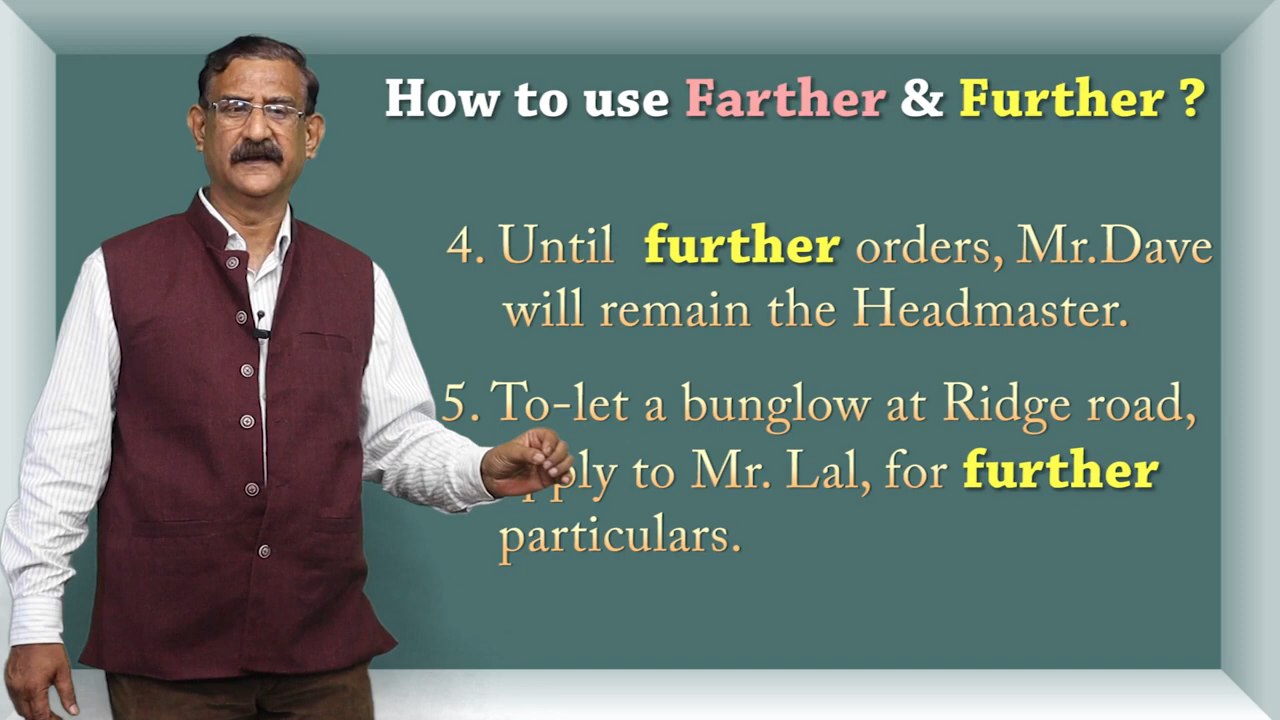 How to use Farther & Further ?
4. Until further orders, Mr.Dave
will remain the Headmaster.
5. To-let a bunglow at Ridge road,
to Mr. Lal, for further
particulars.